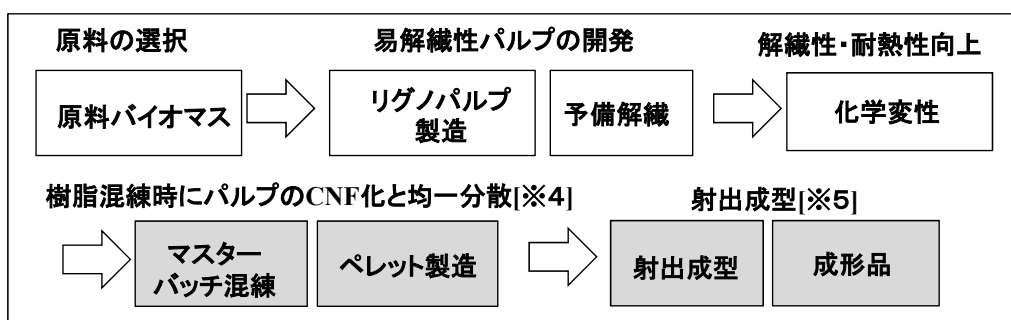 原料の選択
易解繊性パルプの開発
解繊性・耐熱性向上
原料バイオマス
リグノパルプ
製造
予備解繊
化学変性
樹脂混練時にパルプのCNF化と均一分散[※4]
射出成型[※5]
マスター
バッチ混練
ペレット製造
射出成型
成形品